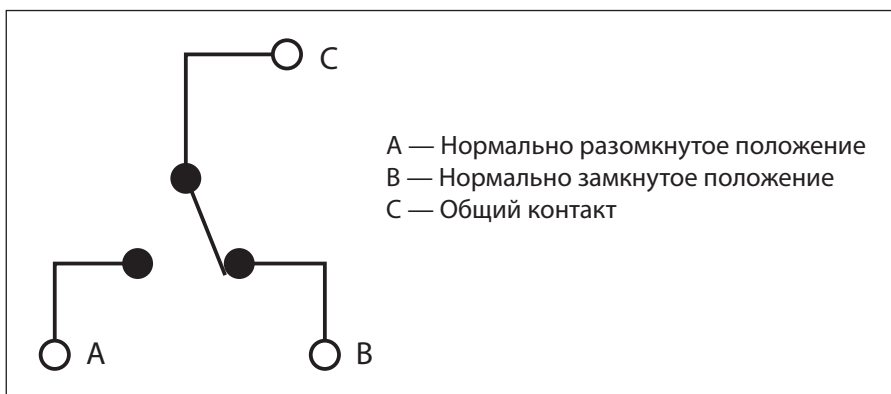 C
А — Нормально разомкнутое положение
В — Нормально замкнутое положение
С — Общий контакт
A
B